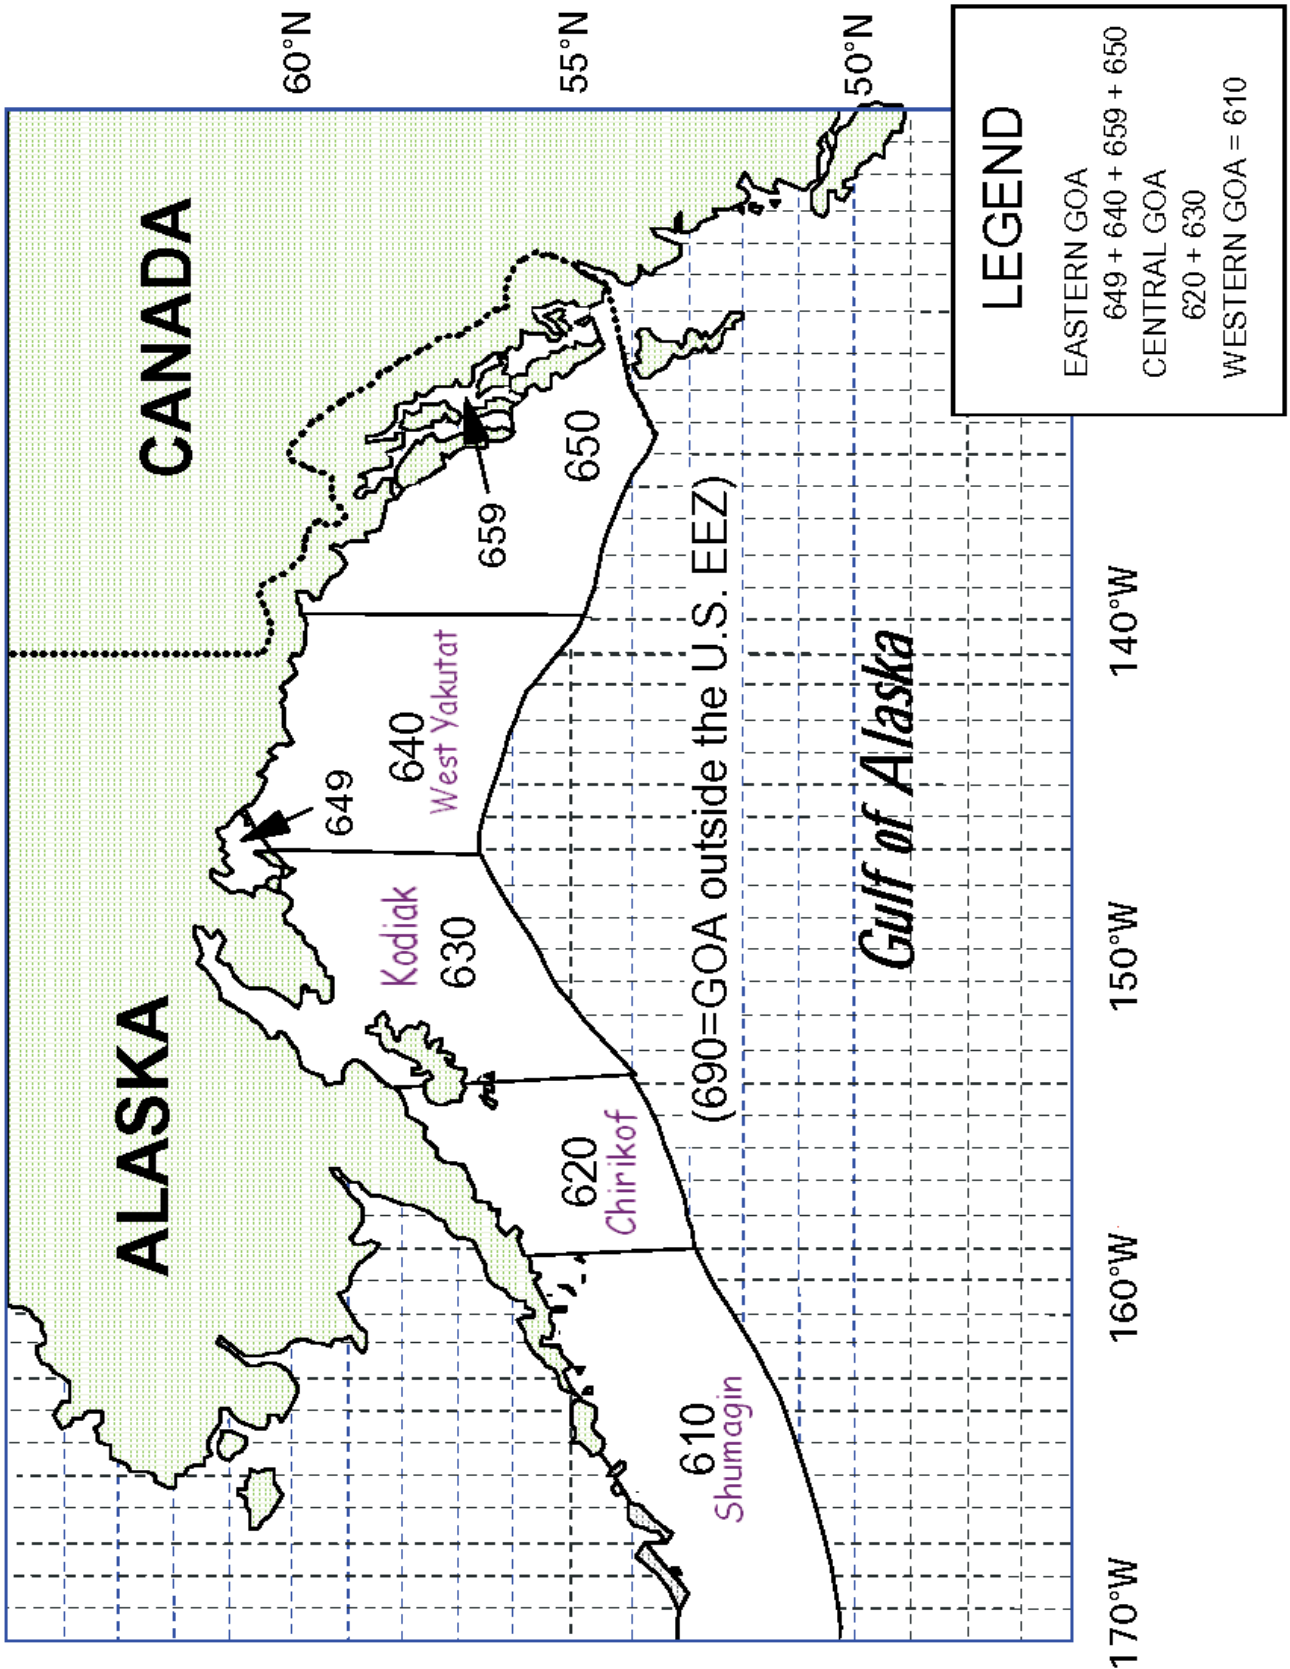 ALASKA
CANADA
60°N
55°N
50°N
649
640
West Yakutat
Kodiak
630
659
650
620
Chirikof
610
Shumagin
(690=GOA outside the U.S. EEZ)
Gulf of Alaska
170°W
160°W
150°W
140°W
LEGEND
EASTERN GOA
649 + 640 + 659 + 650
CENTRAL GOA
620 + 630
WESTERN GOA = 610